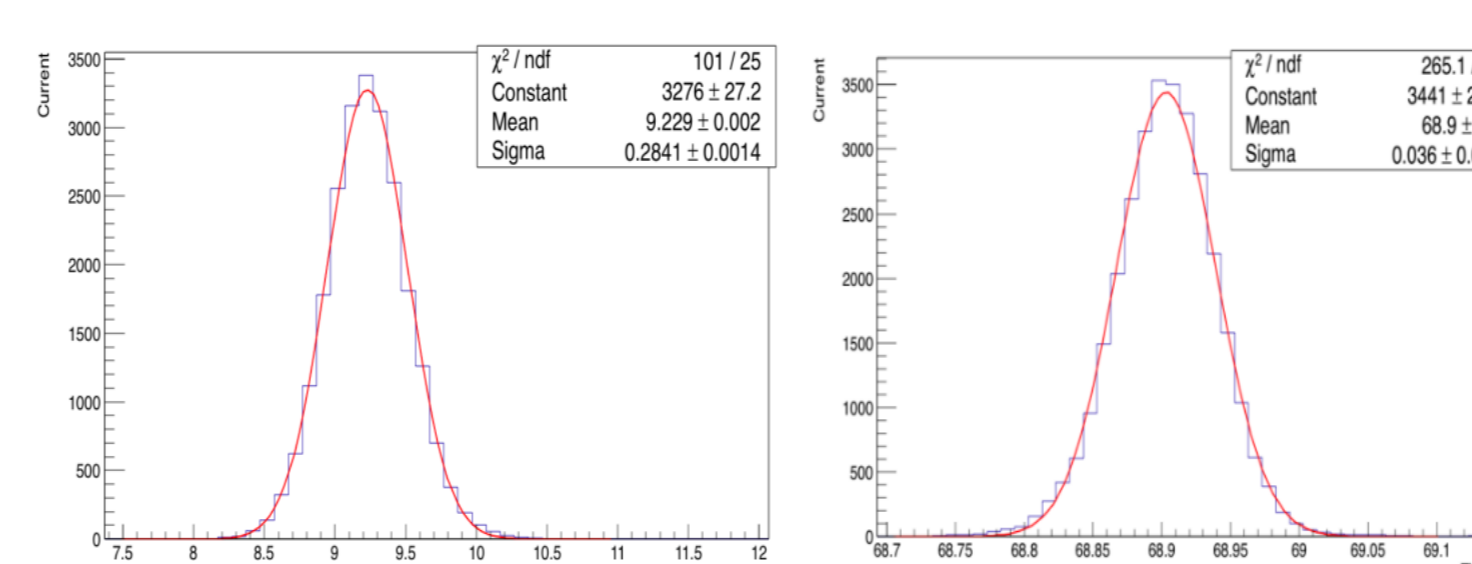 Current
3500
3000
2500
2000
1500
1000
500
0
7.5 8 8.5 9 9.5 10 10.5 11 11.5 12
χ² / ndf 101 / 25
Constant 3276 ± 27.2
Mean 9.229 ± 0.002
Sigma 0.2841 ± 0.0014
Current
3500
3000
2500
2000
1500
1000
500
0
68.7 68.75 68.8 68.85 68.9 68.95 69 69.05 69.1
χ² / ndf 265.1
Constant 3441 ± 2
Mean 68.9 ±
Sigma 0.036 ± 0.